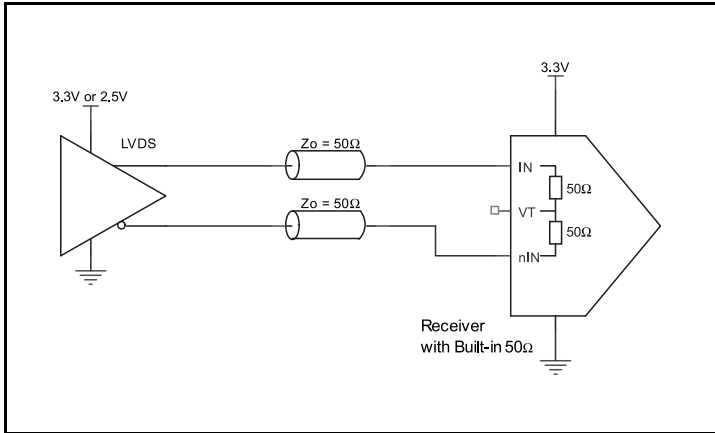 3.3V
3.3V or 2.5V
LVDS
Zo = 50Ω
IN
50Ω
Zo = 50Ω
VT
50Ω
nIN
Receiver
with Built-in 50Ω